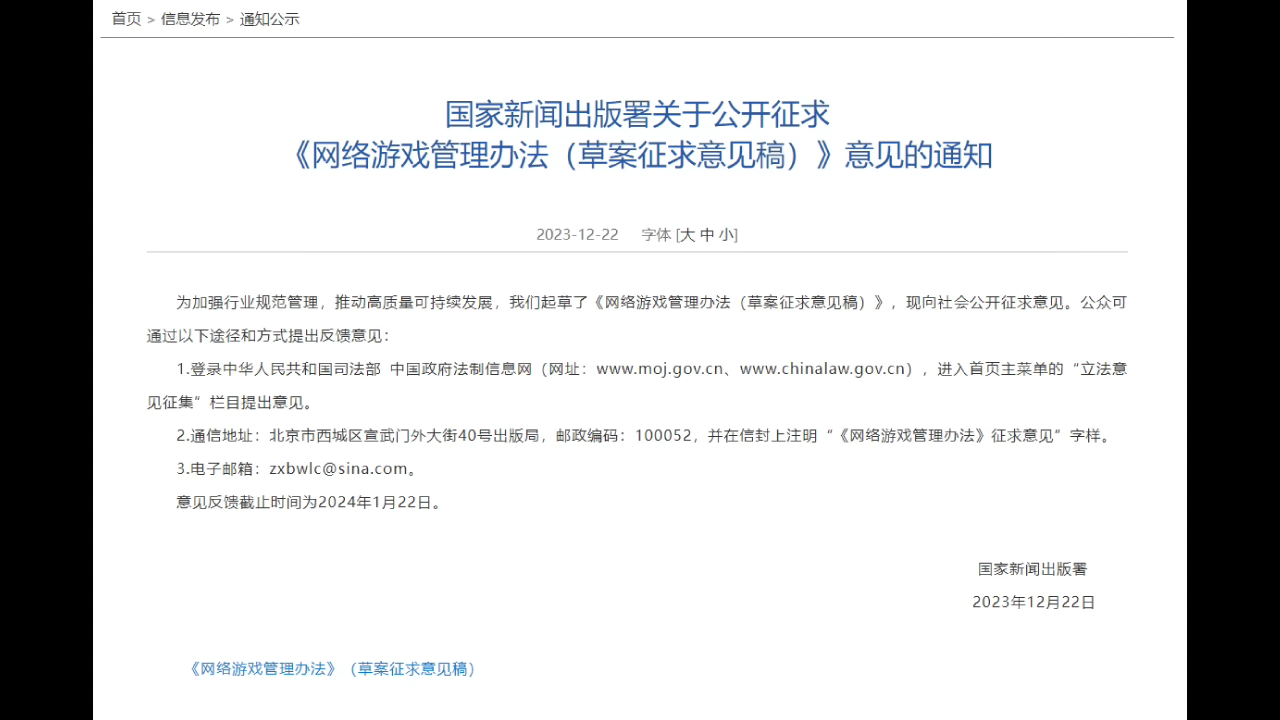 首页 > 信息发布 > 通知公示
国家新闻出版署关于公开征求
《网络游戏管理办法（草案征求意见稿）》意见的通知
2023-12-22 字体 [大 中 小]
为加强行业规范管理，推动高质量可持续发展，我们起草了《网络游戏管理办法（草案征求意见稿）》，现向社会公开征求意见。公众可
通过以下途径和方式提出反馈意见：
1.登录中华人民共和国司法部 中国政府法制信息网（网址：www.moj.gov.cn、www.chinalaw.gov.cn），进入首页主菜单的“立法意
见征集”栏目提出意见。
2.通信地址：北京市西城区宣武门外大街40号出版局，邮政编码：100052，并在信封上注明“《网络游戏管理办法》征求意见”字样。
3.电子邮箱：zxbwlc@sina.com。
意见反馈截止时间为2024年1月22日。
国家新闻出版署
2023年12月22日
《网络游戏管理办法》（草案征求意见稿）